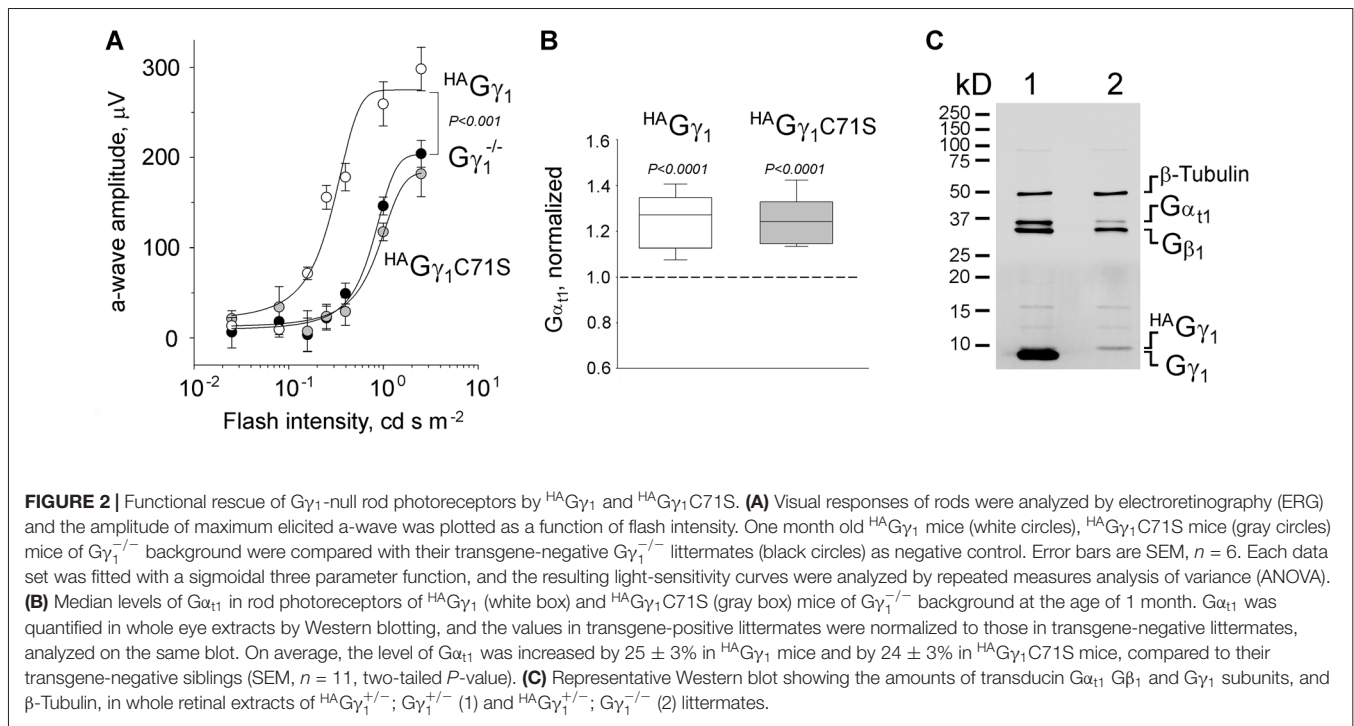 A
300
200
100
0
a-wave amplitude, μV
HAGγ1
P<0.001
Gγ1-/-
HAGγ1C71S
10-2 10-1 100 101
Flash intensity, cd s m-2
B
HAGγ1 HAGγ1C71S
P<0.0001 P<0.0001
1.6
1.4
1.2
1.0
0.8
0.6
Gαt1, normalized
C
kD 1 2
250
150
100
75
50
37
25
20
15
10
β-Tubulin
Gαt1
Gβ1
HAGγ1
Gγ1
FIGURE 2 | Functional rescue of Gγ1-null rod photoreceptors by HAGγ1 and HAGγ1C71S. (A) Visual responses of rods were analyzed by electroretinography (ERG)
and the amplitude of maximum elicited a-wave was plotted as a function of flash intensity. One month old HAGγ1 mice (white circles), HAGγ1C71S mice (gray circles)
mice of Gγ1−/− background were compared with their transgene-negative Gγ1−/− littermates (black circles) as negative control. Error bars are SEM, n = 6. Each data
set was fitted with a sigmoidal three parameter function, and the resulting light-sensitivity curves were analyzed by repeated measures analysis of variance (ANOVA).
(B) Median levels of Gαt1 in rod photoreceptors of HAGγ1 (white box) and HAGγ1C71S (gray box) mice of Gγ1−/− background at the age of 1 month. Gαt1 was
quantified in whole eye extracts by Western blotting, and the values in transgene-positive littermates were normalized to those in transgene-negative littermates,
analyzed on the same blot. On average, the level of Gαt1 was increased by 25 ± 3% in HAGγ1 mice and by 24 ± 3% in HAGγ1C71S mice, compared to their
transgene-negative siblings (SEM, n = 11, two-tailed P-value). (C) Representative Western blot showing the amounts of transducin Gαt1 Gβ1 and Gγ1 subunits, and
β-Tubulin, in whole retinal extracts of HAGγ1+/−; Gγ1+/− (1) and HAGγ1+/−; Gγ1−/− (2) littermates.